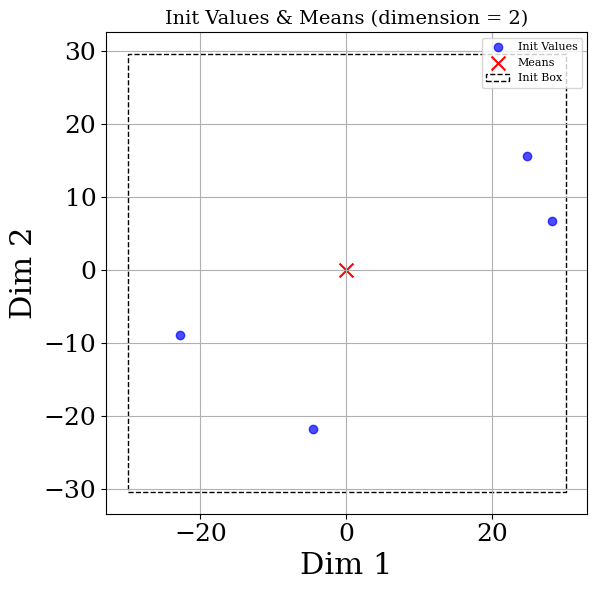 Init Values & Means (dimension = 2)
Init Values
Means
Init Box
30
20
10
0
−10
−20
−30
Dim 2
−20
0
20
Dim 1